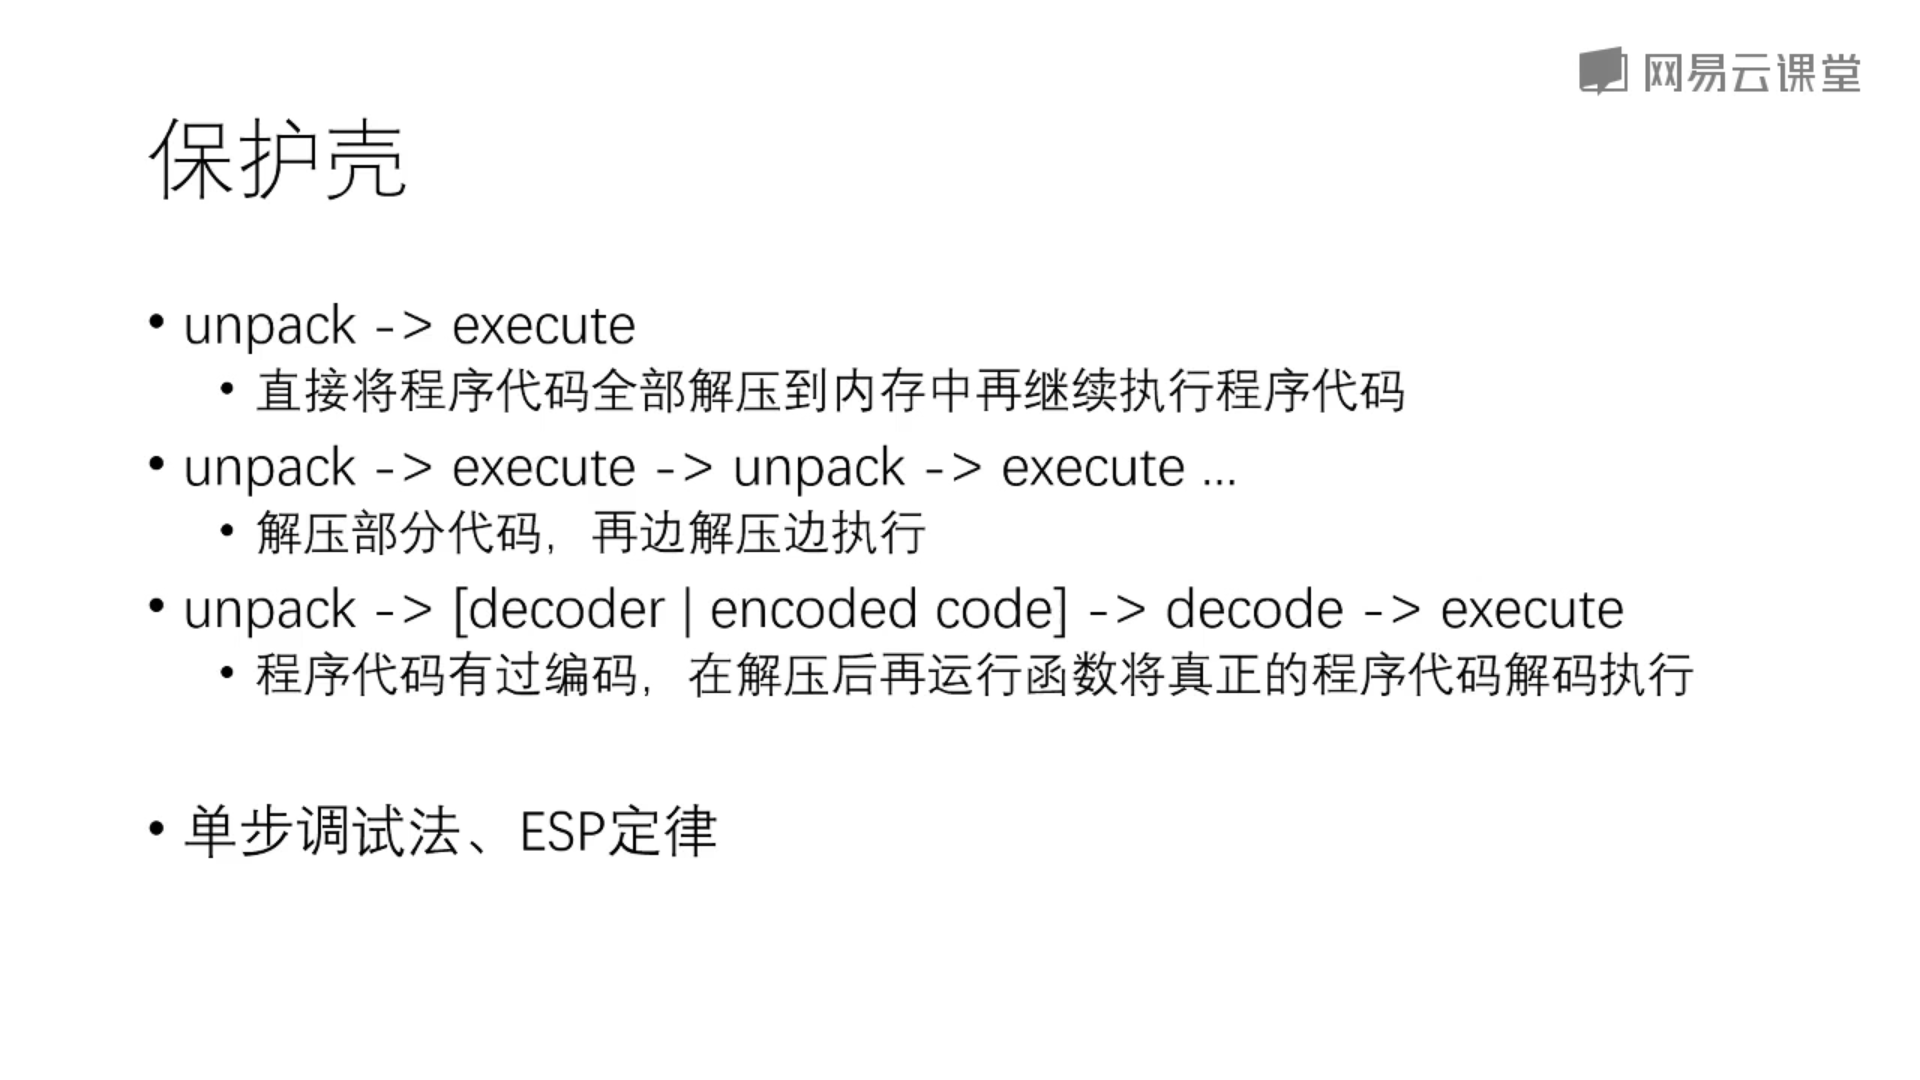 网易云课堂
保护壳
• unpack -> execute
• 直接将程序代码全部解压到内存中再继续执行程序代码
• unpack -> execute -> unpack -> execute ...
• 解压部分代码，再边解压边执行
• unpack -> [decoder | encoded code] -> decode -> execute
• 程序代码有过编码，在解压后再运行函数将真正的程序代码解码执行
• 单步调试法、ESP定律